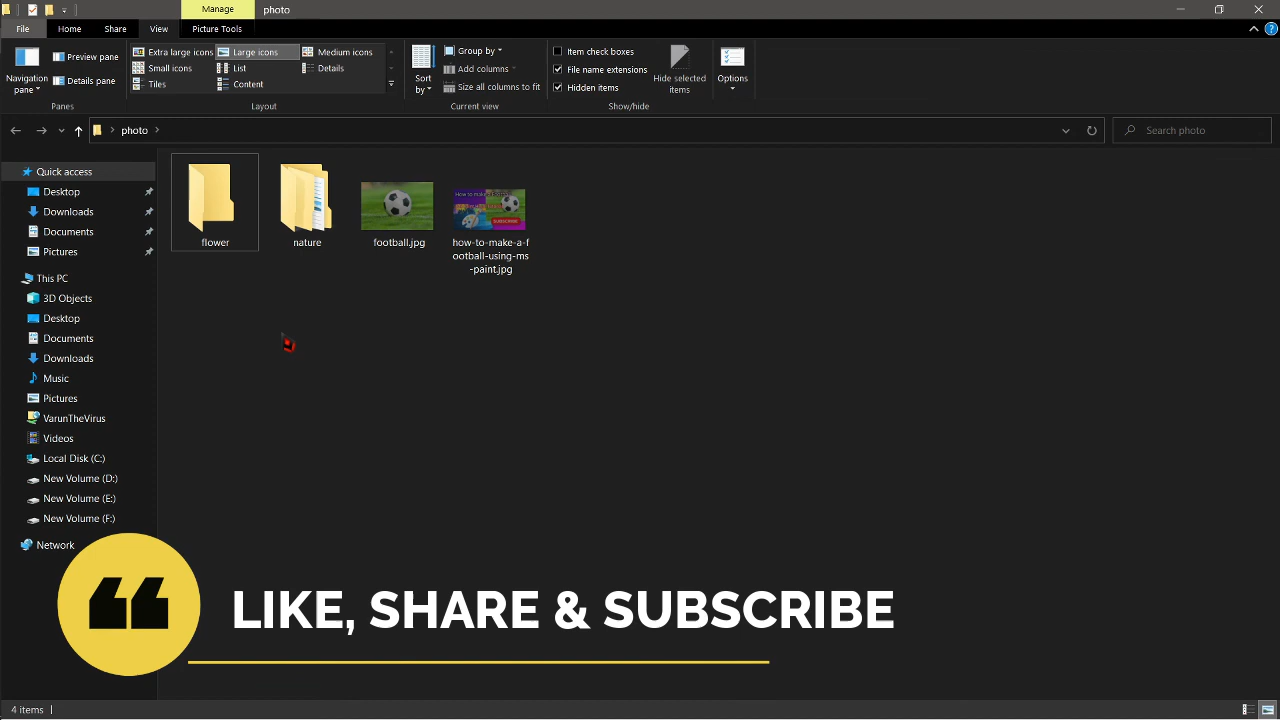 Manage
photo
File
Home
Share
View
Picture Tools
Navigation pane
Preview pane
Details pane
Panes
Extra large icons
Large icons
Medium icons
Small icons
List
Details
Tiles
Content
Layout
Sort by
Group by
Add columns
Size all columns to fit
Current view
Item check boxes
File name extensions
Hidden items
Hide selected items
Show/hide
Options
photo
Search photo
Quick access
Desktop
Downloads
Documents
Pictures
This PC
3D Objects
Desktop
Documents
Downloads
Music
Pictures
VarunTheVirus
Videos
Local Disk (C:)
New Volume (D:)
New Volume (E:)
New Volume (F:)
Network
flower
nature
football.jpg
how-to-make-a-f
ootball-using-ms
-paint.jpg
SUBSCRIBE
LIKE, SHARE & SUBSCRIBE
4 items